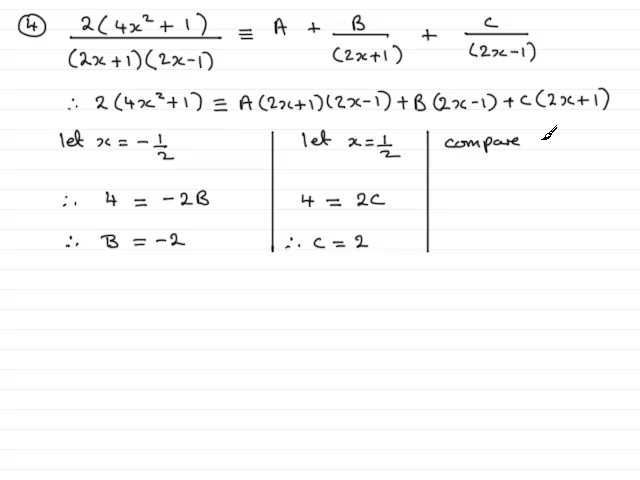 ④ 2(4x² + 1) / (2x+1)(2x-1) ≡ A + B / (2x+1) + C / (2x-1)
∴ 2(4x²+1) ≡ A(2x+1)(2x-1) + B(2x-1) + C(2x+1)
let x = -1/2
∴ 4 = -2B
∴ B = -2
let x = 1/2
4 = 2C
∴ C = 2
compare